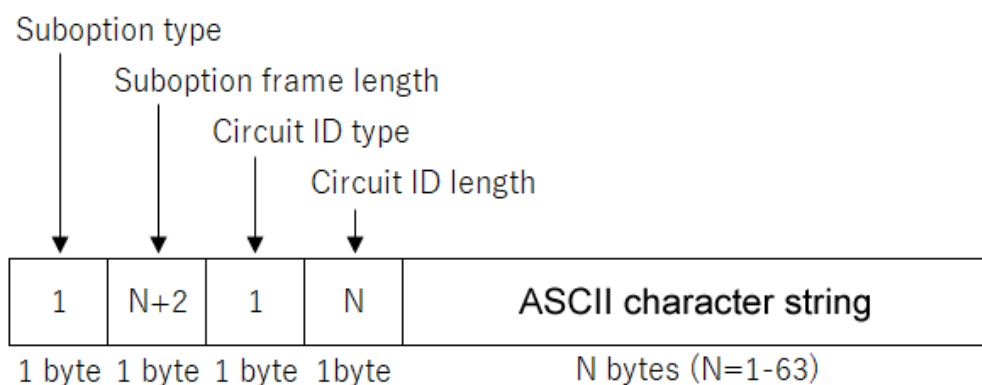 Suboption type
Suboption frame length
Circuit ID type
Circuit ID length
1 N+2 1 N ASCII character string
1 byte 1 byte 1 byte 1byte N bytes (N=1-63)